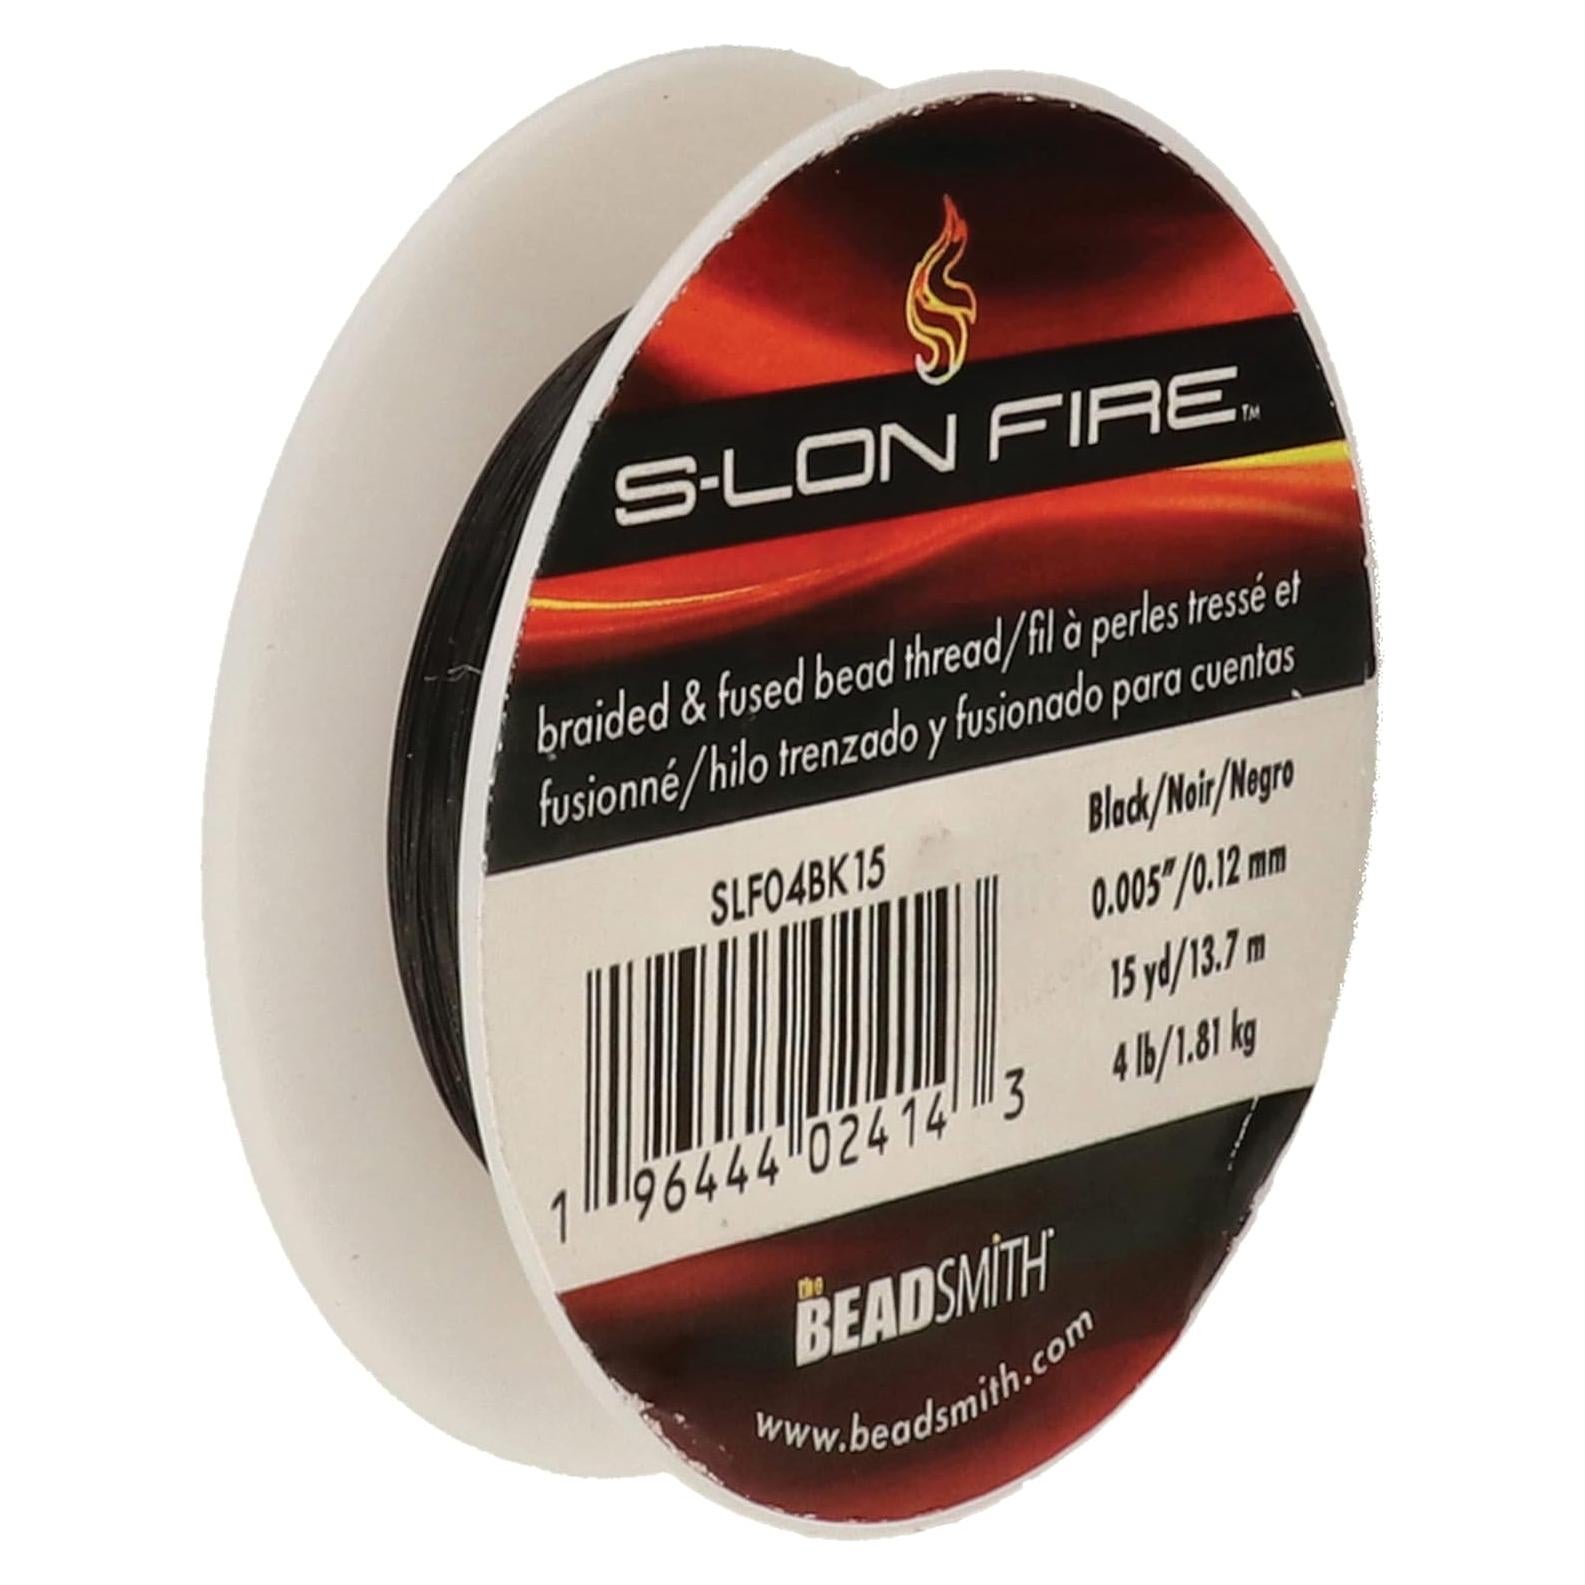 S-LON FIRE™
braided & fused bead thread/fil à perles tressé et
fusionné/hilo trenzado y fusionado para cuentas
SLF04BK15
1 96444 02414 3
Black/Noir/Negro
0.005"/0.12 mm
15 yd/13.7 m
4 lb/1.81 kg
the
BEADSMiTH
www.beadsmith.com